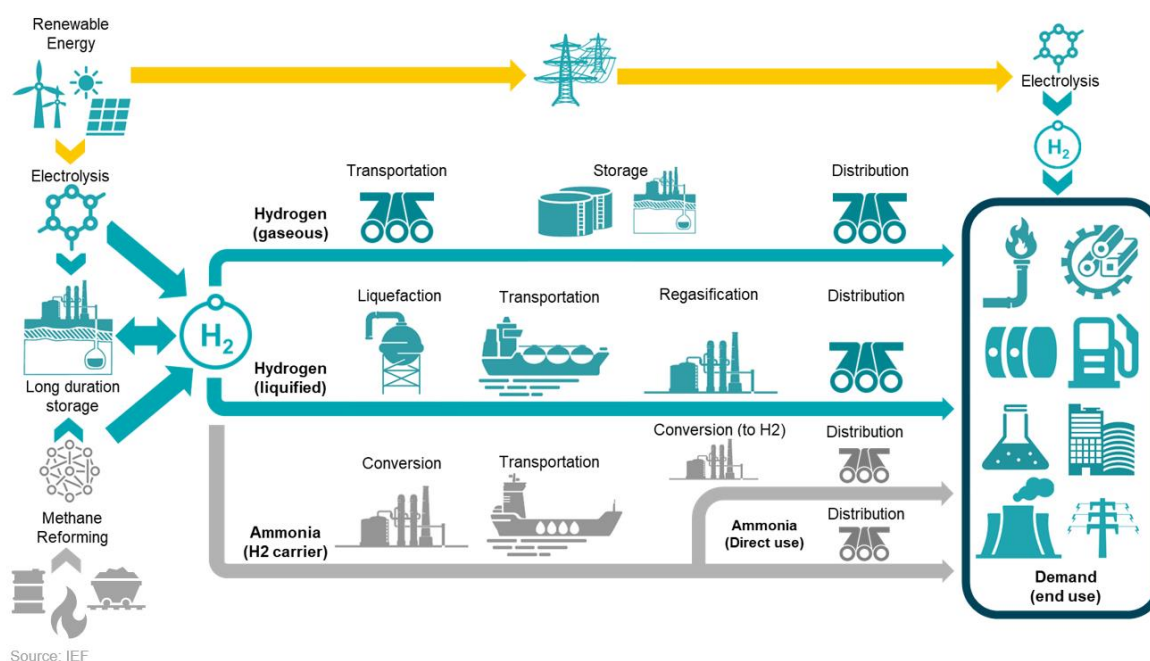 Renewable
Energy
Electrolysis
Electrolysis
H₂
Transportation
Storage
Distribution
Hydrogen
(gaseous)
Liquefaction
Transportation
Regasification
Distribution
H₂
Hydrogen
(liquified)
Long duration
storage
Conversion (to H2)
Distribution
Conversion
Transportation
Methane
Reforming
Ammonia
(H2 carrier)
Ammonia
(Direct use)
Distribution
Demand
(end use)
Source: IEF